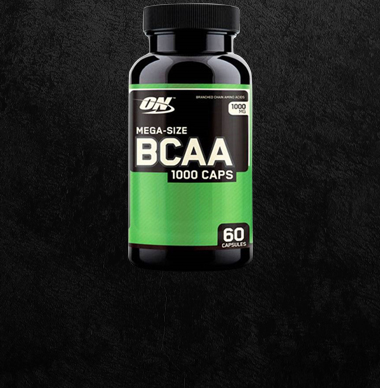 ON
BRANCHED CHAIN AMINO ACIDS
1000
MG
MEGA-SIZE
BCAA
1000 CAPS
60
CAPSULES